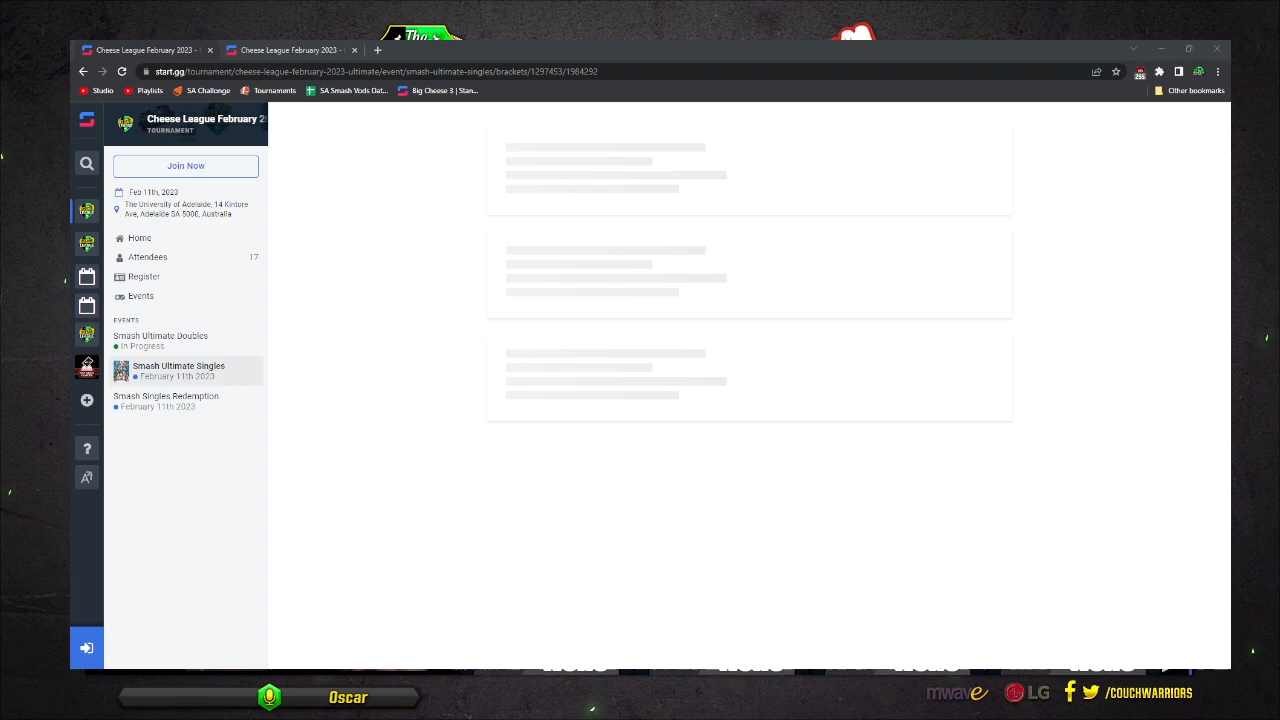 The
Cheese League February 2023 -
Cheese League February 2023 -
start.gg/tournament/cheese-league-february-2023-ultimate/event/smash-ultimate-singles/brackets/1297453/1984292
255
Studio
Playlists
SA Challenge
Tournaments
SA Smash Vods Dat...
Big Cheese 3 | Stan...
Other bookmarks
Cheese League February 2
TOURNAMENT
Join Now
Feb 11th, 2023
The University of Adelaide, 14 Kintore
Ave, Adelaide SA 5000, Australia
Home
Attendees 17
Register
Events
EVENTS
Smash Ultimate Doubles
In Progress
Smash Ultimate Singles
February 11th 2023
Smash Singles Redemption
February 11th 2023
Oscar
mwave
LG
/COUCHWARRIORS